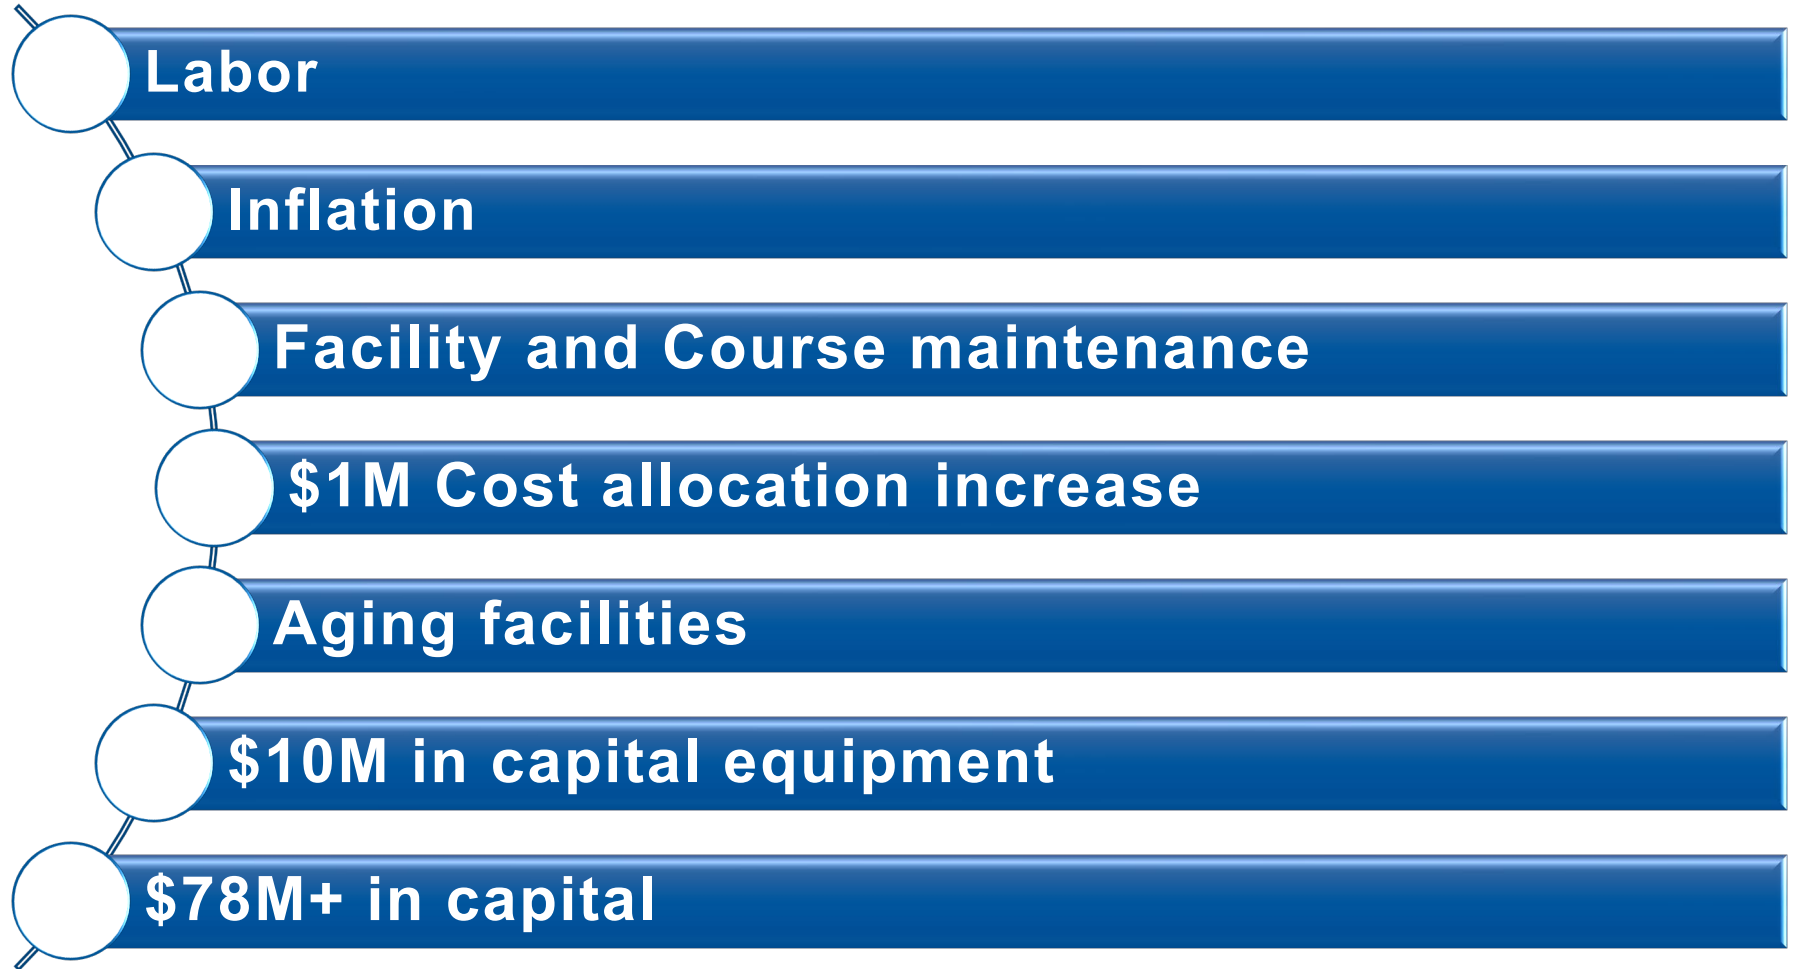 Labor
Inflation
Facility and Course maintenance
$1M Cost allocation increase
Aging facilities
$10M in capital equipment
$78M+ in capital